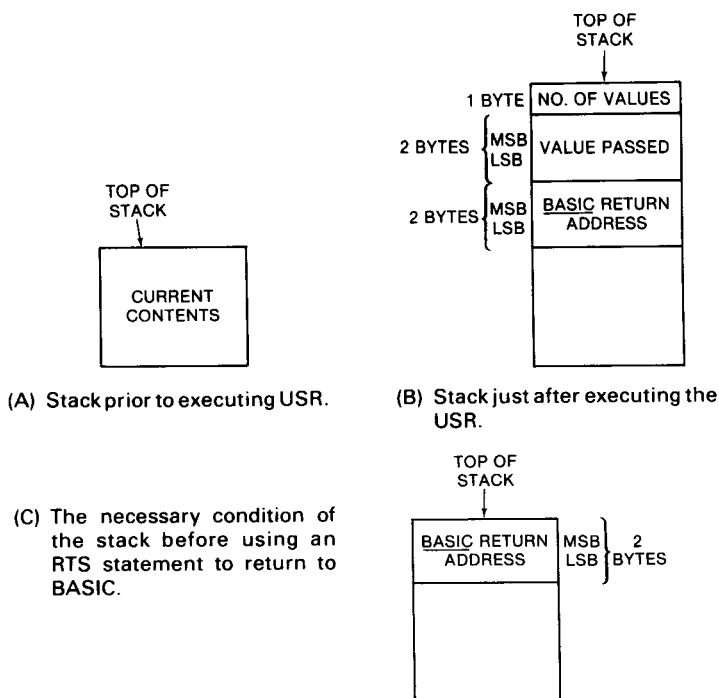 TOP OF
STACK
1 BYTE NO. OF VALUES
2 BYTES MSB VALUE PASSED
LSB
2 BYTES MSB BASIC RETURN
LSB ADDRESS
TOP OF
STACK
CURRENT
CONTENTS
(A) Stack prior to executing USR.
(B) Stack just after executing the
USR.
(C) The necessary condition of
the stack before using an
RTS statement to return to
BASIC.
TOP OF
STACK
BASIC RETURN MSB 2
ADDRESS LSB BYTES